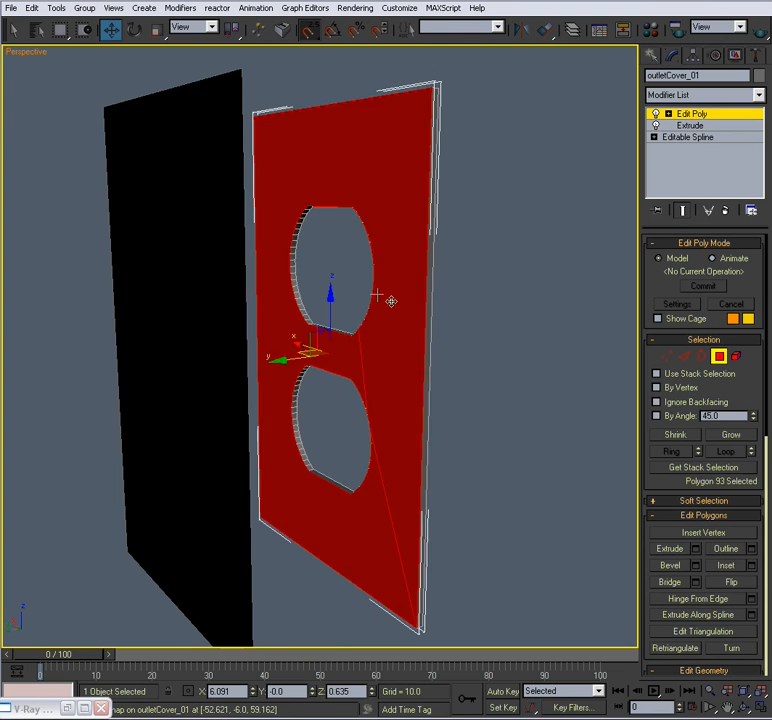 File Edit Tools Group Views Create Modifiers reactor Animation Graph Editors Rendering Customize MAXScript Help
View
View
Perspective
outletCover_01
Modifier List
Edit Poly
Extrude
Editable Spline
Edit Poly Mode
Model Animate
<No Current Operation>
Commit
Settings Cancel
Show Cage
Selection
Use Stack Selection
By Vertex
Ignore Backfacing
By Angle: 45.0
Shrink Grow
Ring Loop
Get Stack Selection
Polygon 93 Selected
Soft Selection
Edit Polygons
Insert Vertex
Extrude Outline
Bevel Inset
Bridge Flip
Hinge From Edge
Extrude Along Spline
Edit Triangulation
Retriangulate Turn
Edit Geometry
z
x
y
z
0 / 100
0 10 20 30 40 50 60 70 80 90 100
1 Object Selected X: 6.091 Y: -0.0 Z: 0.635 Grid = 10.0 Auto Key Selected
V-Ray map on outletCover_01 at [-52.621, -6.0, 59.162] Add Time Tag Set Key Key Filters... 0